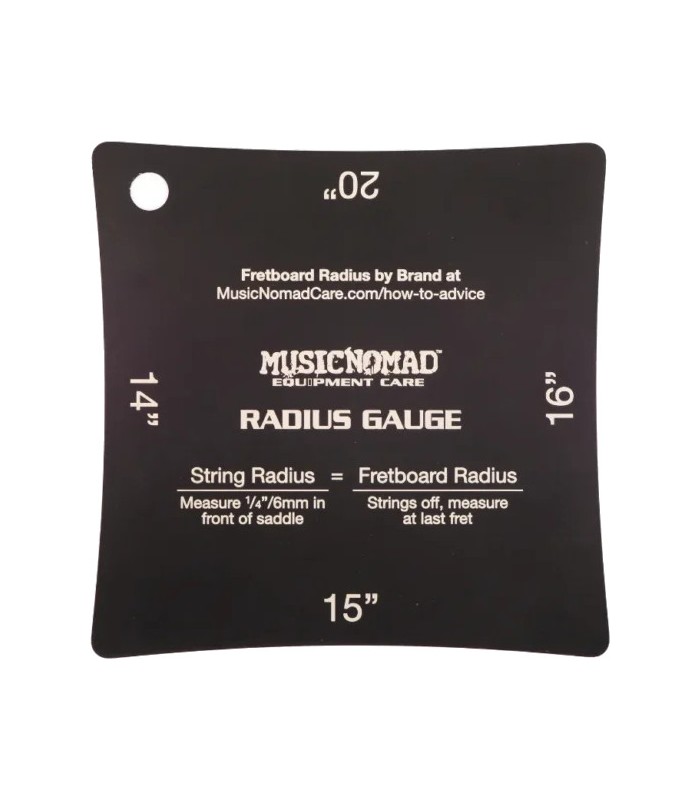 20”
Fretboard Radius by Brand at
MusicNomadCare.com/how-to-advice
MUSICNOMAD™
EQUIPMENT CARE
RADIUS GAUGE
14”
16”
String Radius = Fretboard Radius
Measure ¼”/6mm in front of saddle
Strings off, measure at last fret
15”